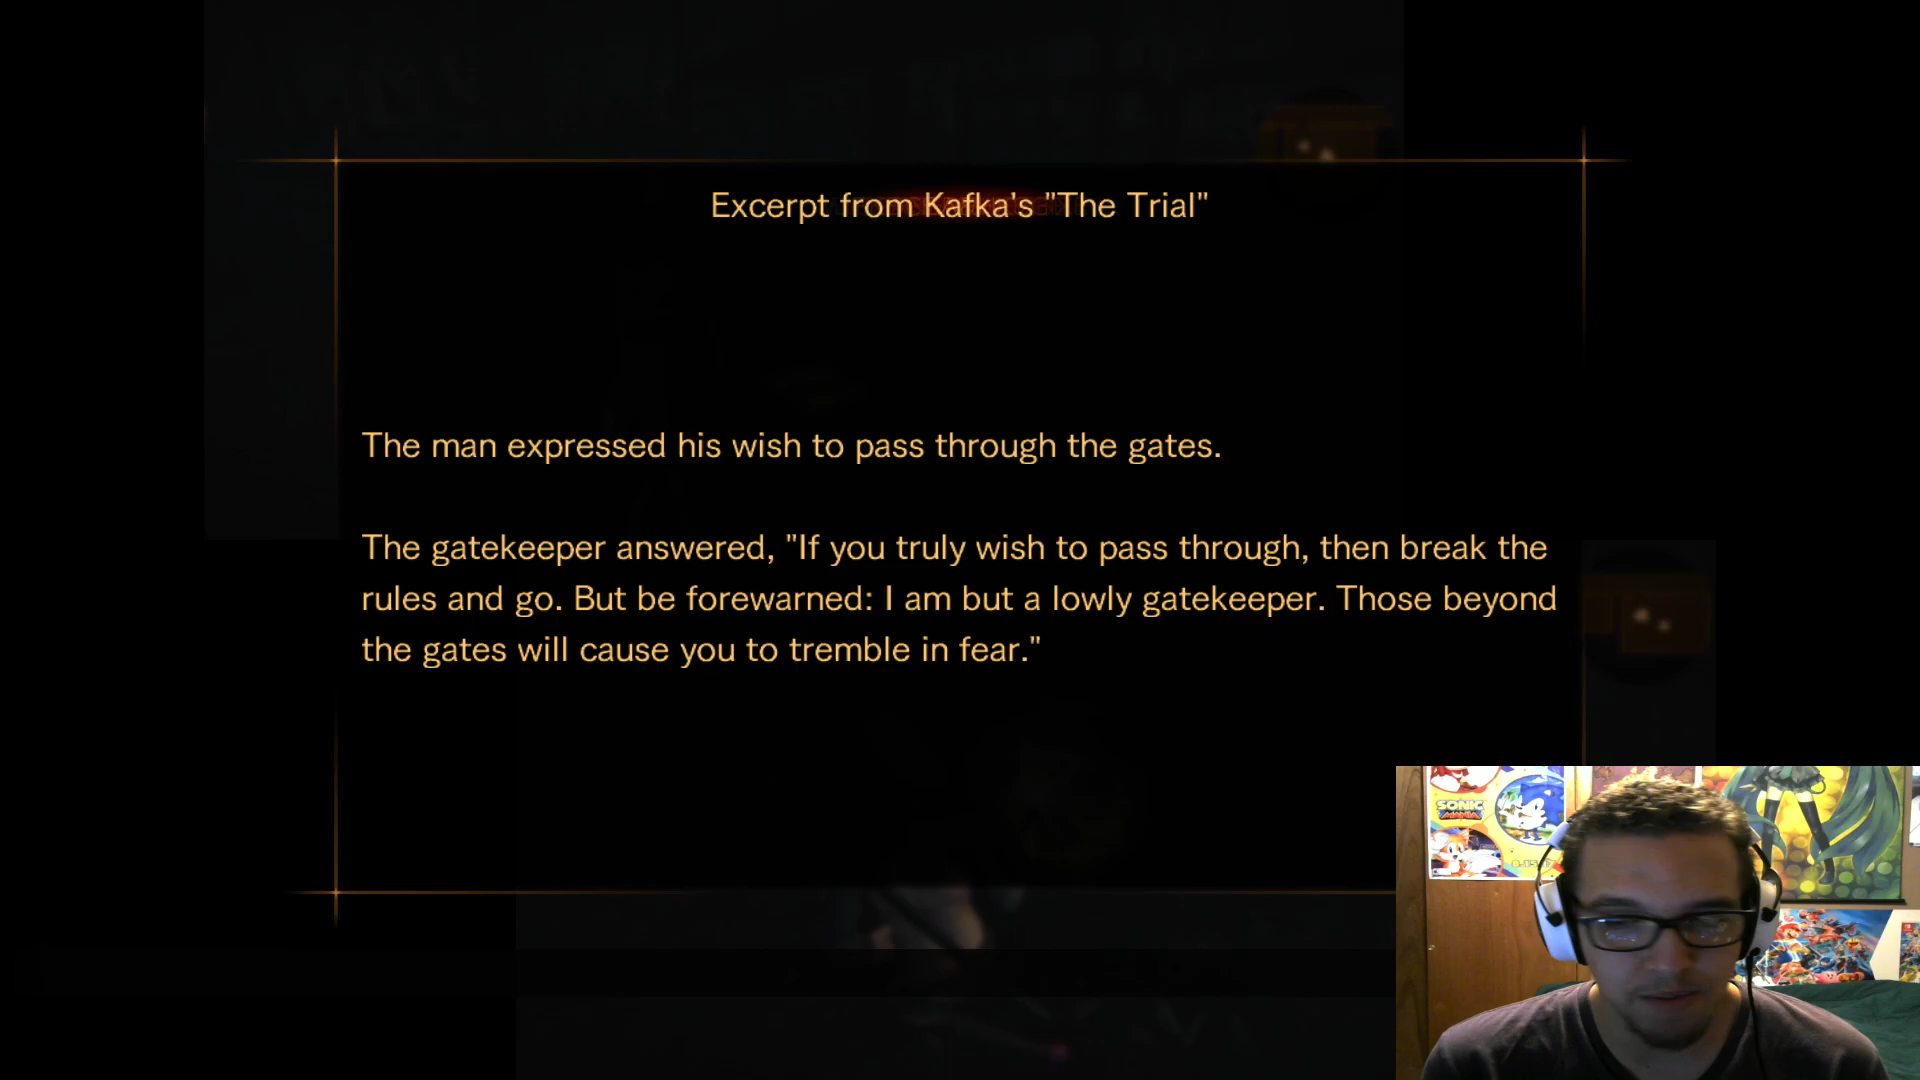 Excerpt from Kafka's "The Trial"
The man expressed his wish to pass through the gates.
The gatekeeper answered, "If you truly wish to pass through, then break the
rules and go. But be forewarned: I am but a lowly gatekeeper. Those beyond
the gates will cause you to tremble in fear."
SONIC
MANIA